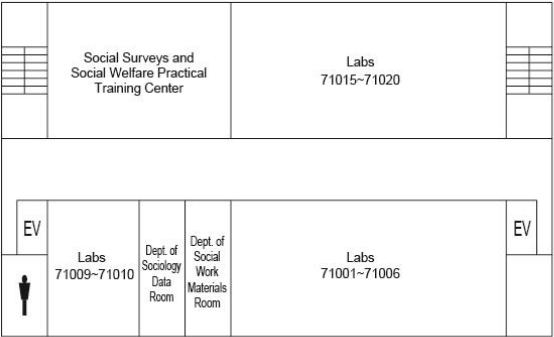 Social Surveys and
Social Welfare Practical
Training Center
Labs
71015~71020
EV
Labs
71009~71010
Dept. of
Sociology
Data
Room
Dept. of
Social
Work
Materials
Room
Labs
71001~71006
EV